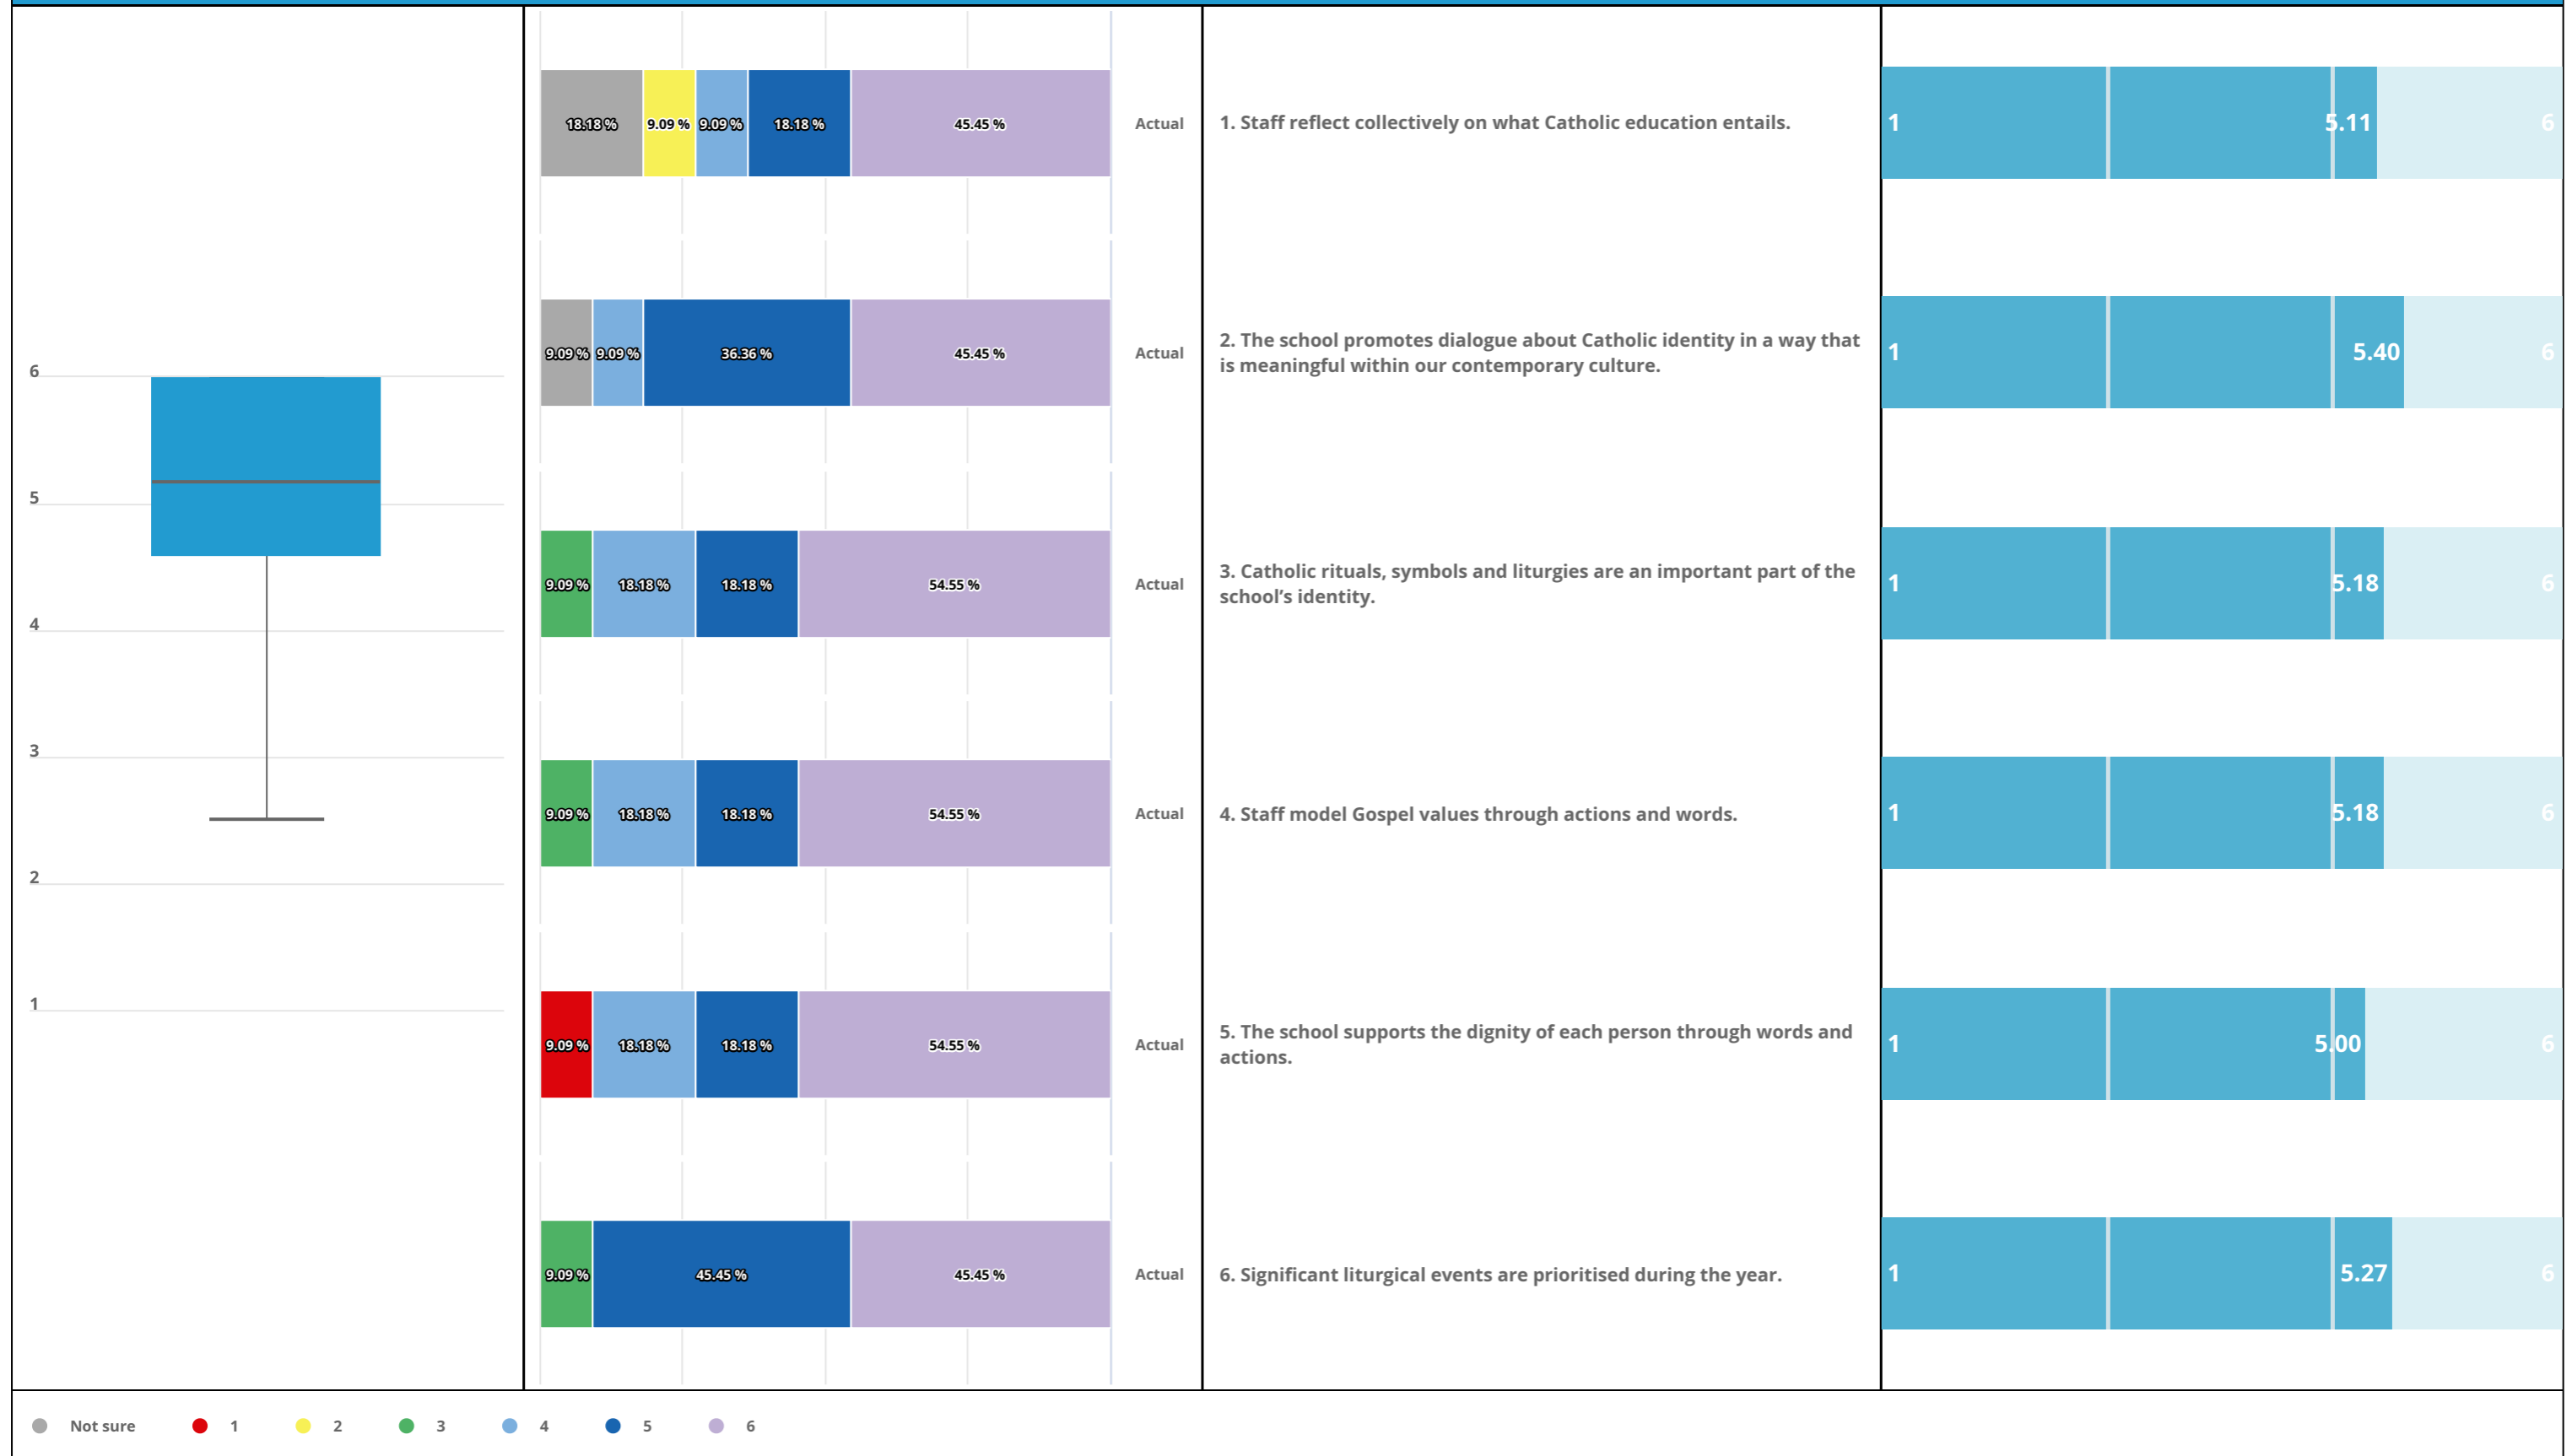 6
5
4
3
2
1
18.18 % 9.09 % 9.09 % 18.18 % 45.45 % Actual
1. Staff reflect collectively on what Catholic education entails.
1 5.11 6
9.09 % 9.09 % 36.36 % 45.45 % Actual
2. The school promotes dialogue about Catholic identity in a way that
is meaningful within our contemporary culture.
1 5.40 6
9.09 % 18.18 % 18.18 % 54.55 % Actual
3. Catholic rituals, symbols and liturgies are an important part of the
school’s identity.
1 5.18 6
9.09 % 18.18 % 18.18 % 54.55 % Actual
4. Staff model Gospel values through actions and words.
1 5.18 6
9.09 % 18.18 % 18.18 % 54.55 % Actual
5. The school supports the dignity of each person through words and
actions.
1 5.00 6
9.09 % 45.45 % 45.45 % Actual
6. Significant liturgical events are prioritised during the year.
1 5.27 6
Not sure 1 2 3 4 5 6